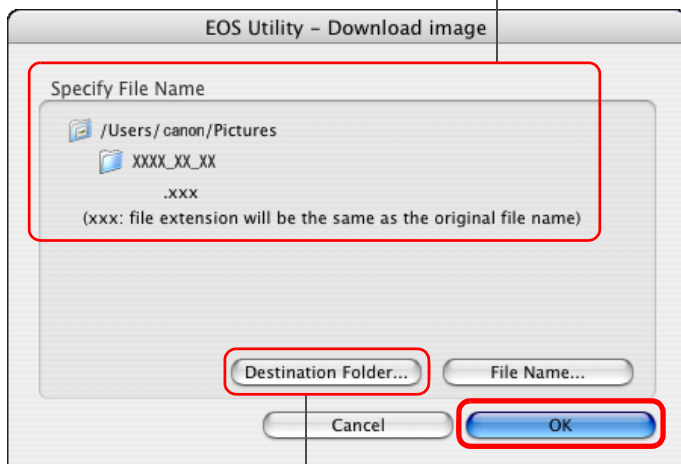 EOS Utility – Download image
Specify File Name
/Users/canon/Pictures
XXXX_XX_XX
.xxx
(xxx: file extension will be the same as the original file name)
Destination Folder... File Name...
Cancel OK